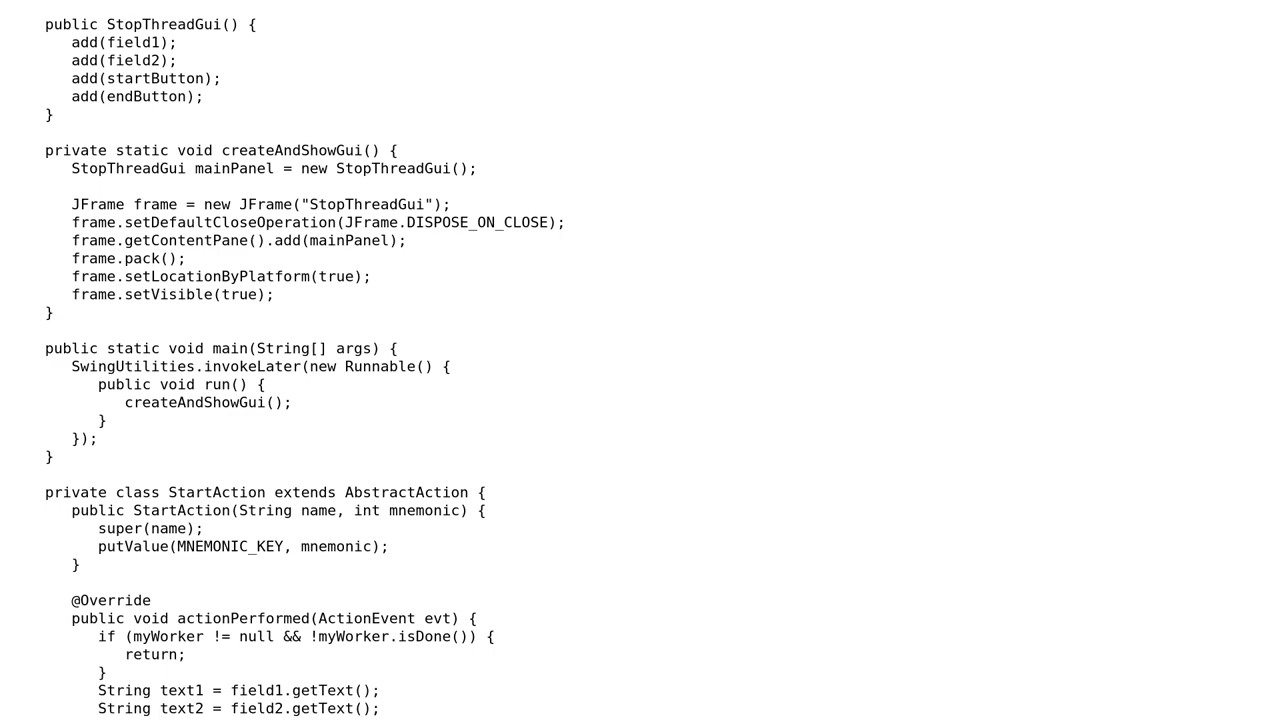 public StopThreadGui() {
   add(field1);
   add(field2);
   add(startButton);
   add(endButton);
}

private static void createAndShowGui() {
   StopThreadGui mainPanel = new StopThreadGui();

   JFrame frame = new JFrame("StopThreadGui");
   frame.setDefaultCloseOperation(JFrame.DISPOSE_ON_CLOSE);
   frame.getContentPane().add(mainPanel);
   frame.pack();
   frame.setLocationByPlatform(true);
   frame.setVisible(true);
}

public static void main(String[] args) {
   SwingUtilities.invokeLater(new Runnable() {
      public void run() {
         createAndShowGui();
      }
   });
}

private class StartAction extends AbstractAction {
   public StartAction(String name, int mnemonic) {
      super(name);
      putValue(MNEMONIC_KEY, mnemonic);
   }

   @Override
   public void actionPerformed(ActionEvent evt) {
      if (myWorker != null && !myWorker.isDone()) {
         return;
      }
      String text1 = field1.getText();
      String text2 = field2.getText();